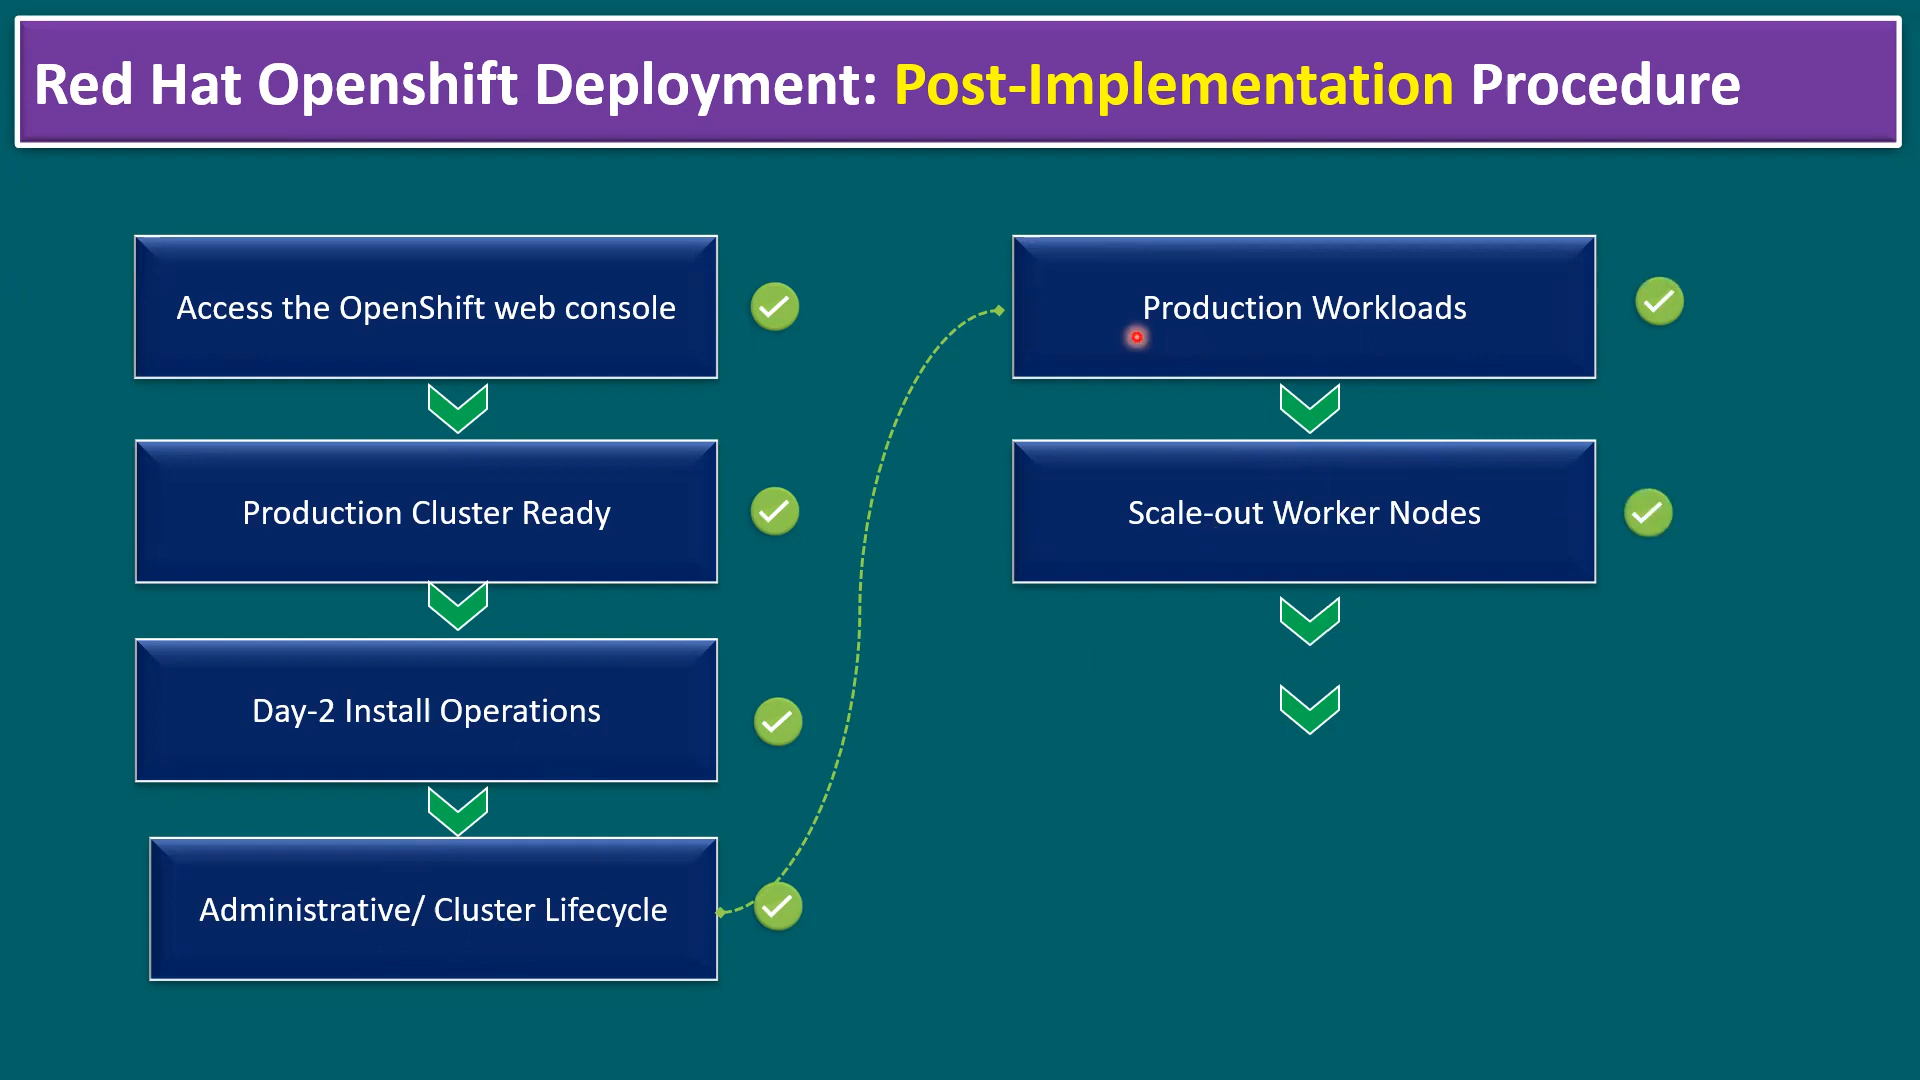 Red Hat Openshift Deployment: Post-Implementation Procedure
Access the OpenShift web console
Production Cluster Ready
Day-2 Install Operations
Administrative/ Cluster Lifecycle
Production Workloads
Scale-out Worker Nodes